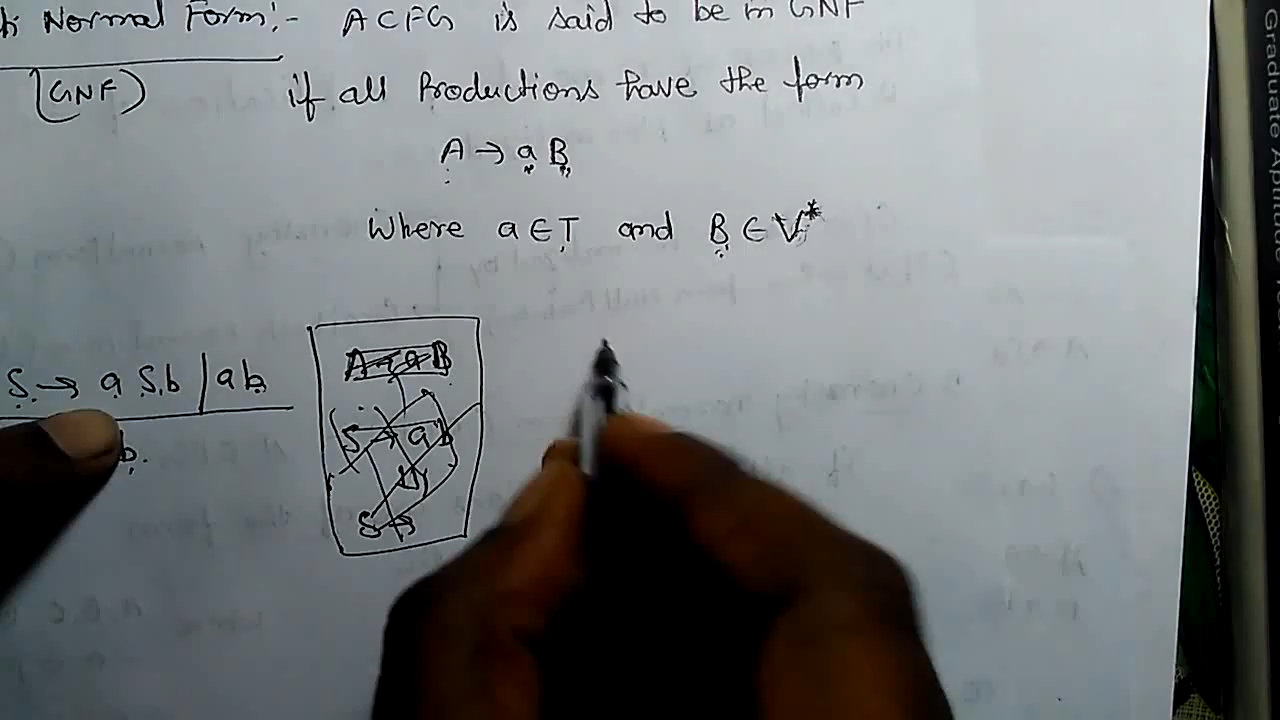 Normal Form:- A CFG is said to be in GNF
(GNF) if all Productions have the form
A → a B
Where a ∈ T and B ∈ V*
S → a S b | a b
A → a B
S → a B
b.
S →
Graduate